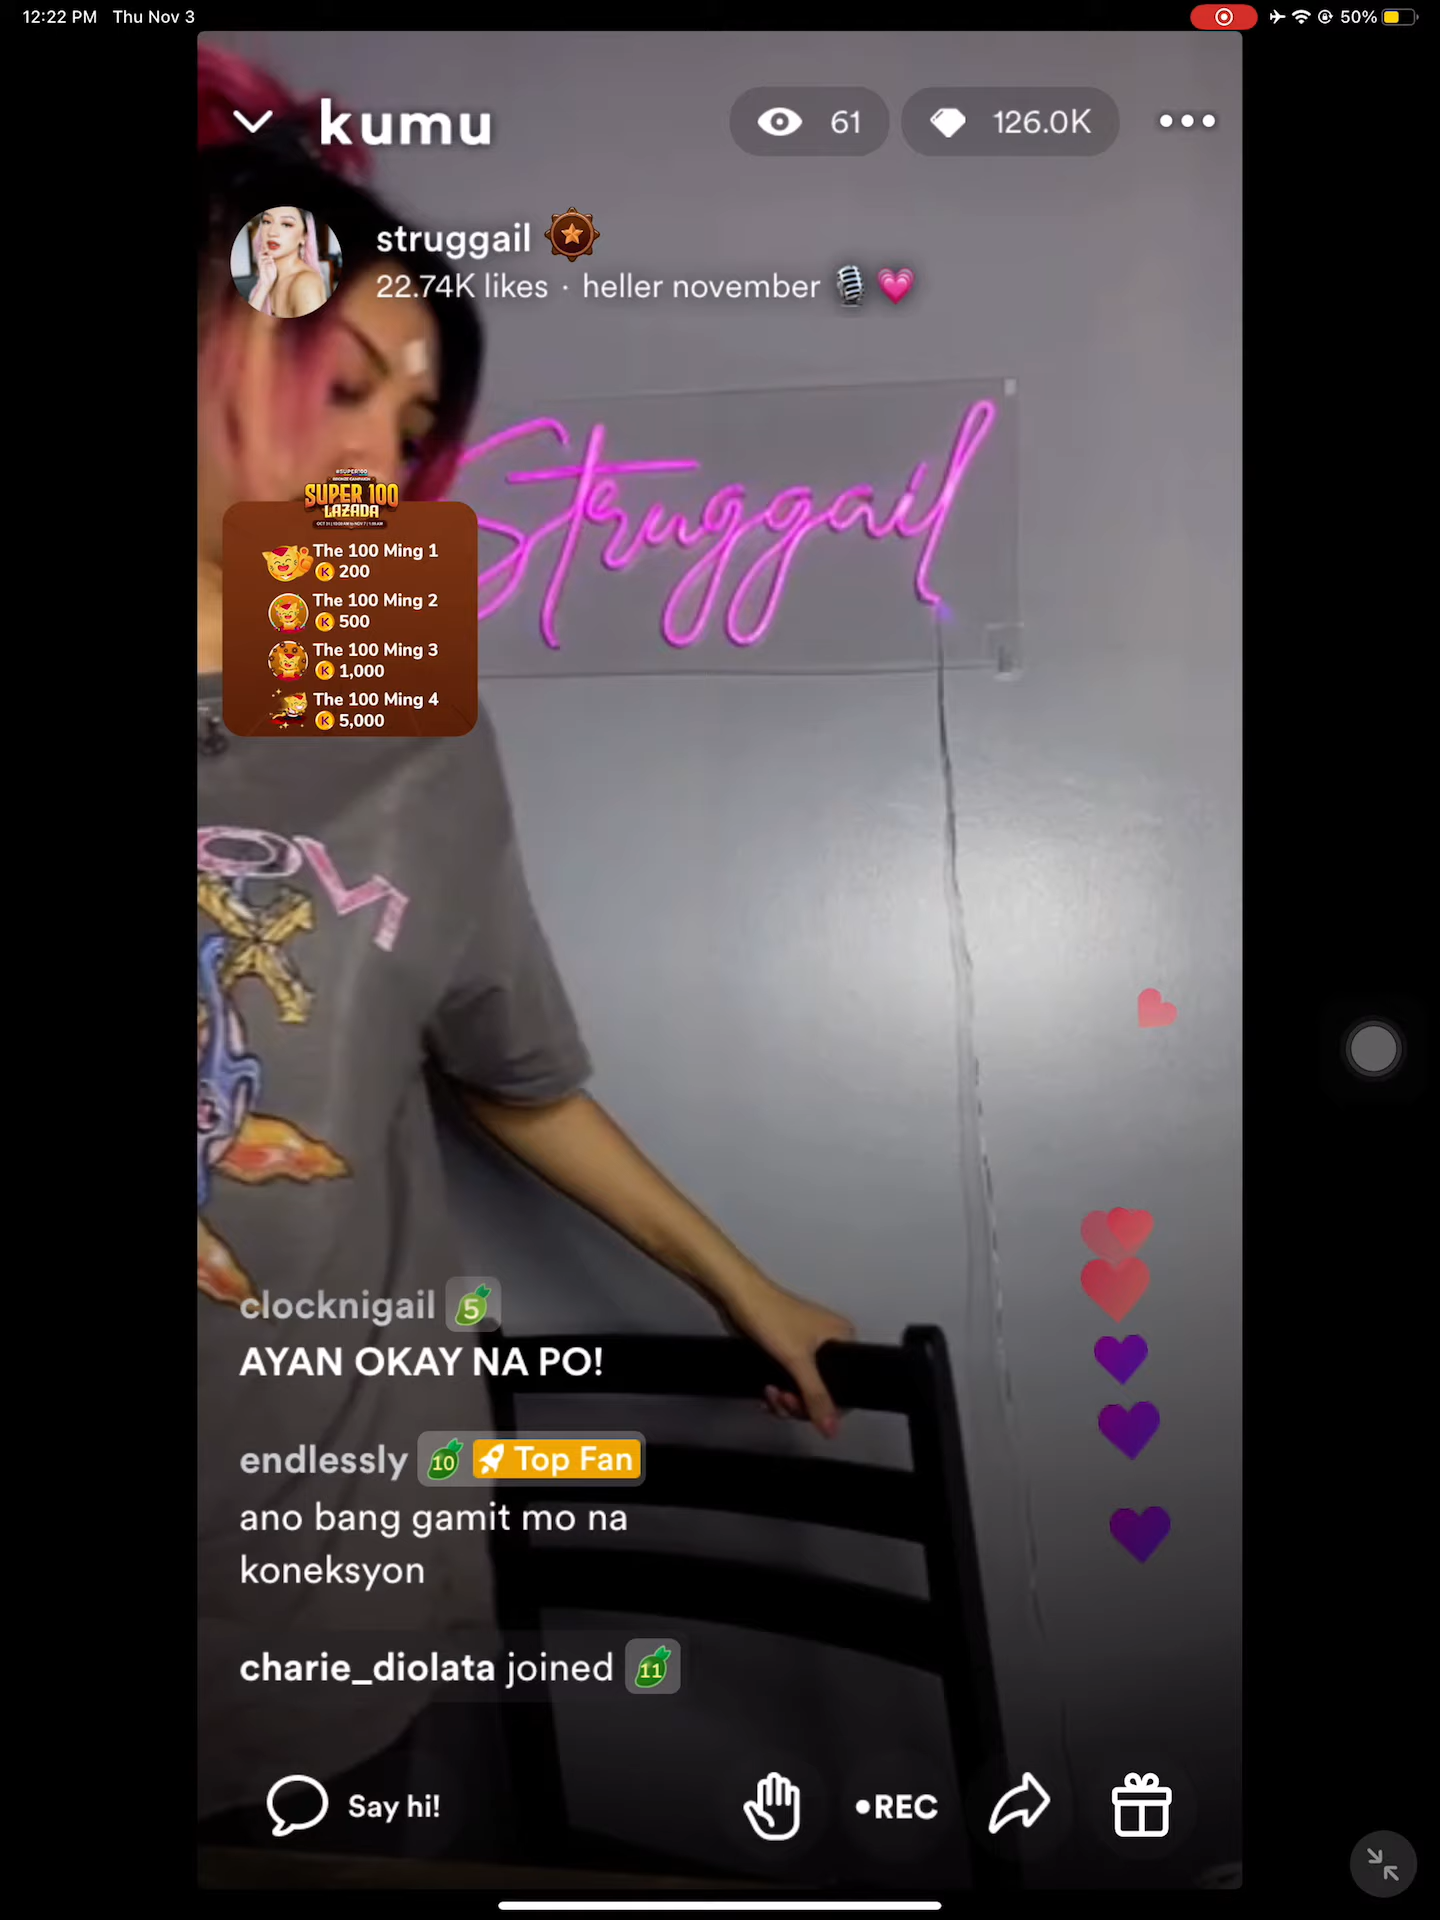 12:22 PM Thu Nov 3
50%
kumu
61
126.0K
struggail
22.74K likes · heller november
Struggail
#SUPER100
BRONZE CAMPAIGN
SUPER 100
LAZADA
The 100 Ming 1
K 200
The 100 Ming 2
K 500
The 100 Ming 3
K 1,000
The 100 Ming 4
K 5,000
clocknigail 5
AYAN OKAY NA PO!
endlessly 10 Top Fan
ano bang gamit mo na
koneksyon
charie_diolata joined 11
Say hi!
•REC